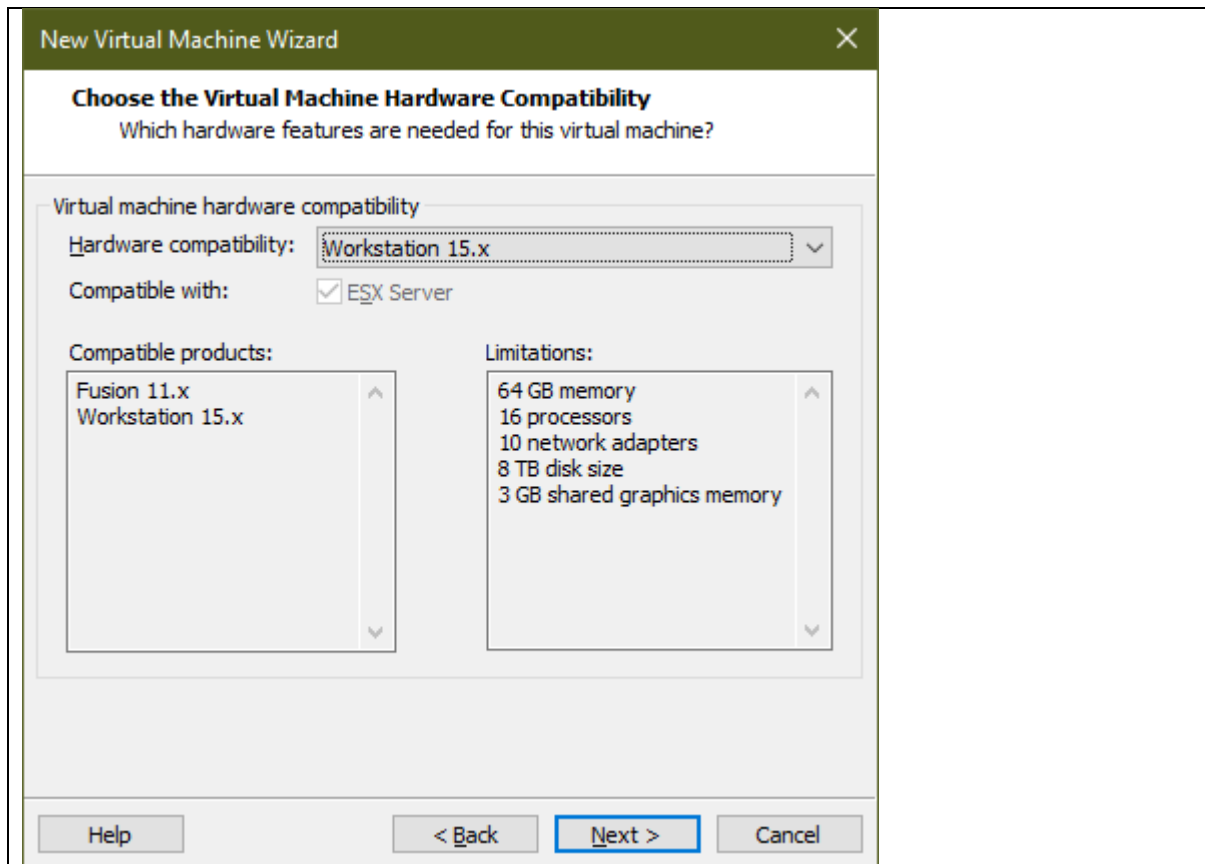 New Virtual Machine Wizard
Choose the Virtual Machine Hardware Compatibility
Which hardware features are needed for this virtual machine?
Virtual machine hardware compatibility
Hardware compatibility: Workstation 15.x
Compatible with: ESX Server
Compatible products:
Fusion 11.x
Workstation 15.x
Limitations:
64 GB memory
16 processors
10 network adapters
8 TB disk size
3 GB shared graphics memory
Help < Back Next > Cancel